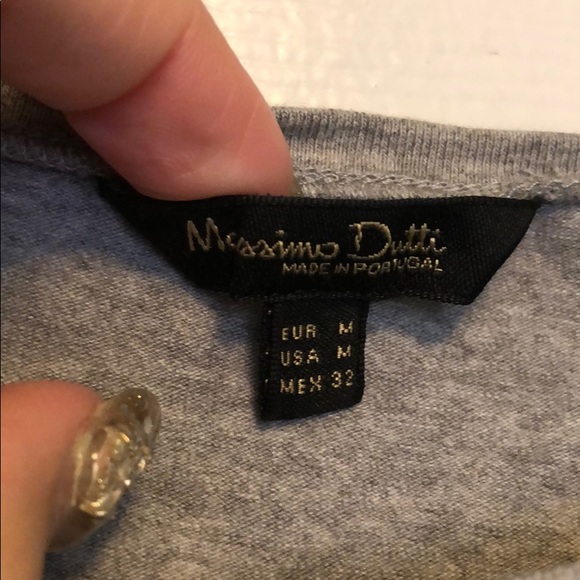 Massimo Dutti
MADE IN PORTUGAL
EUR M
USA M
MEX 32